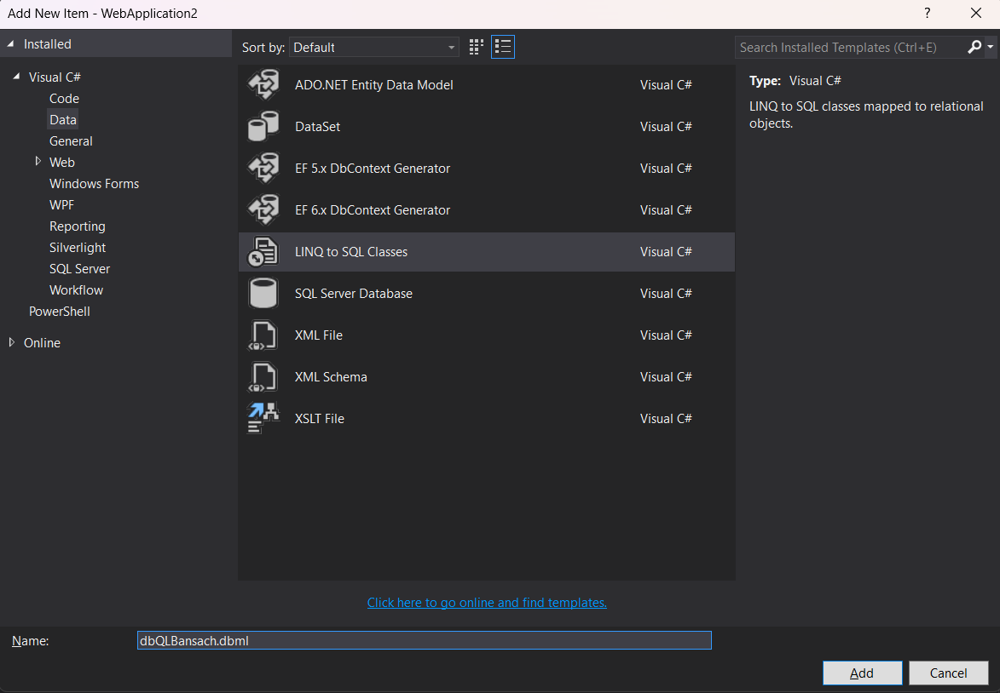 Add New Item - WebApplication2
?
Installed
Sort by: Default
Search Installed Templates (Ctrl+E)
Visual C#
Code
Data
General
Web
Windows Forms
WPF
Reporting
Silverlight
SQL Server
Workflow
PowerShell
Online
ADO.NET Entity Data Model Visual C#
DataSet Visual C#
EF 5.x DbContext Generator Visual C#
EF 6.x DbContext Generator Visual C#
LINQ to SQL Classes Visual C#
SQL Server Database Visual C#
XML File Visual C#
XML Schema Visual C#
XSLT File Visual C#
Click here to go online and find templates.
Type: Visual C#
LINQ to SQL classes mapped to relational
objects.
Name: dbQLBansach.dbml
Add Cancel